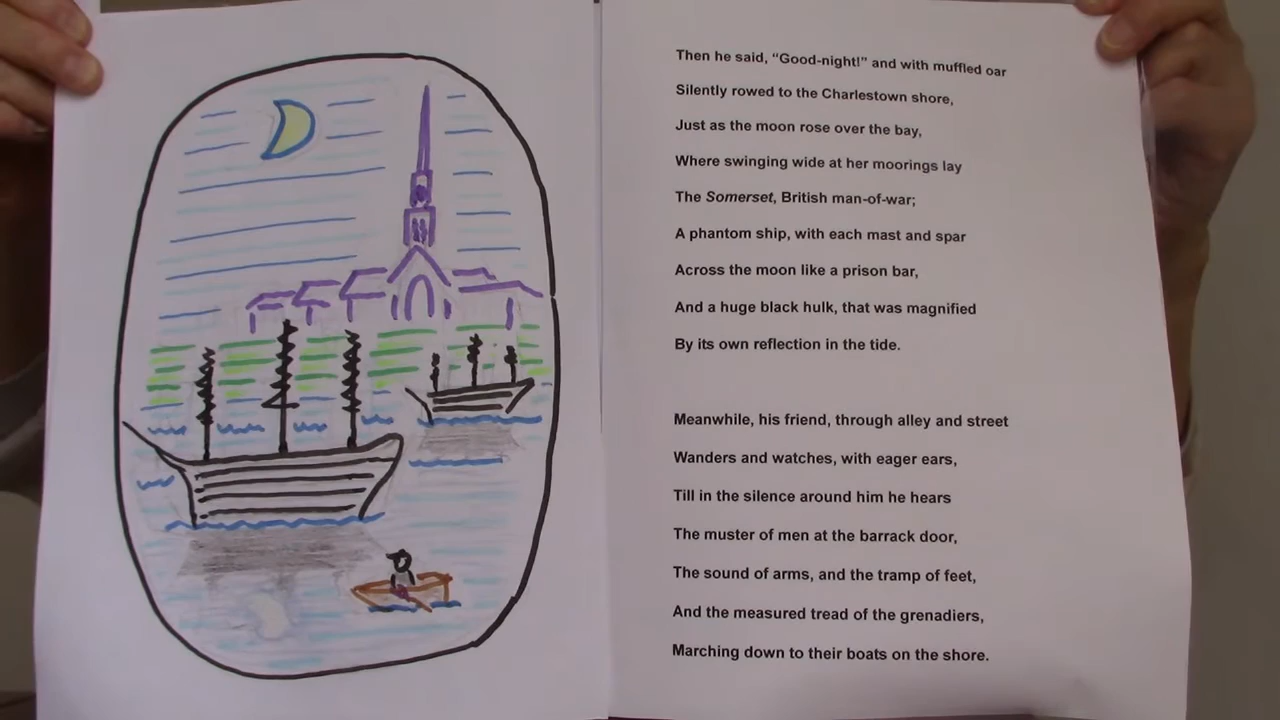 Then he said, “Good-night!” and with muffled oar
Silently rowed to the Charlestown shore,
Just as the moon rose over the bay,
Where swinging wide at her moorings lay
The Somerset, British man-of-war;
A phantom ship, with each mast and spar
Across the moon like a prison bar,
And a huge black hulk, that was magnified
By its own reflection in the tide.
Meanwhile, his friend, through alley and street
Wanders and watches, with eager ears,
Till in the silence around him he hears
The muster of men at the barrack door,
The sound of arms, and the tramp of feet,
And the measured tread of the grenadiers,
Marching down to their boats on the shore.